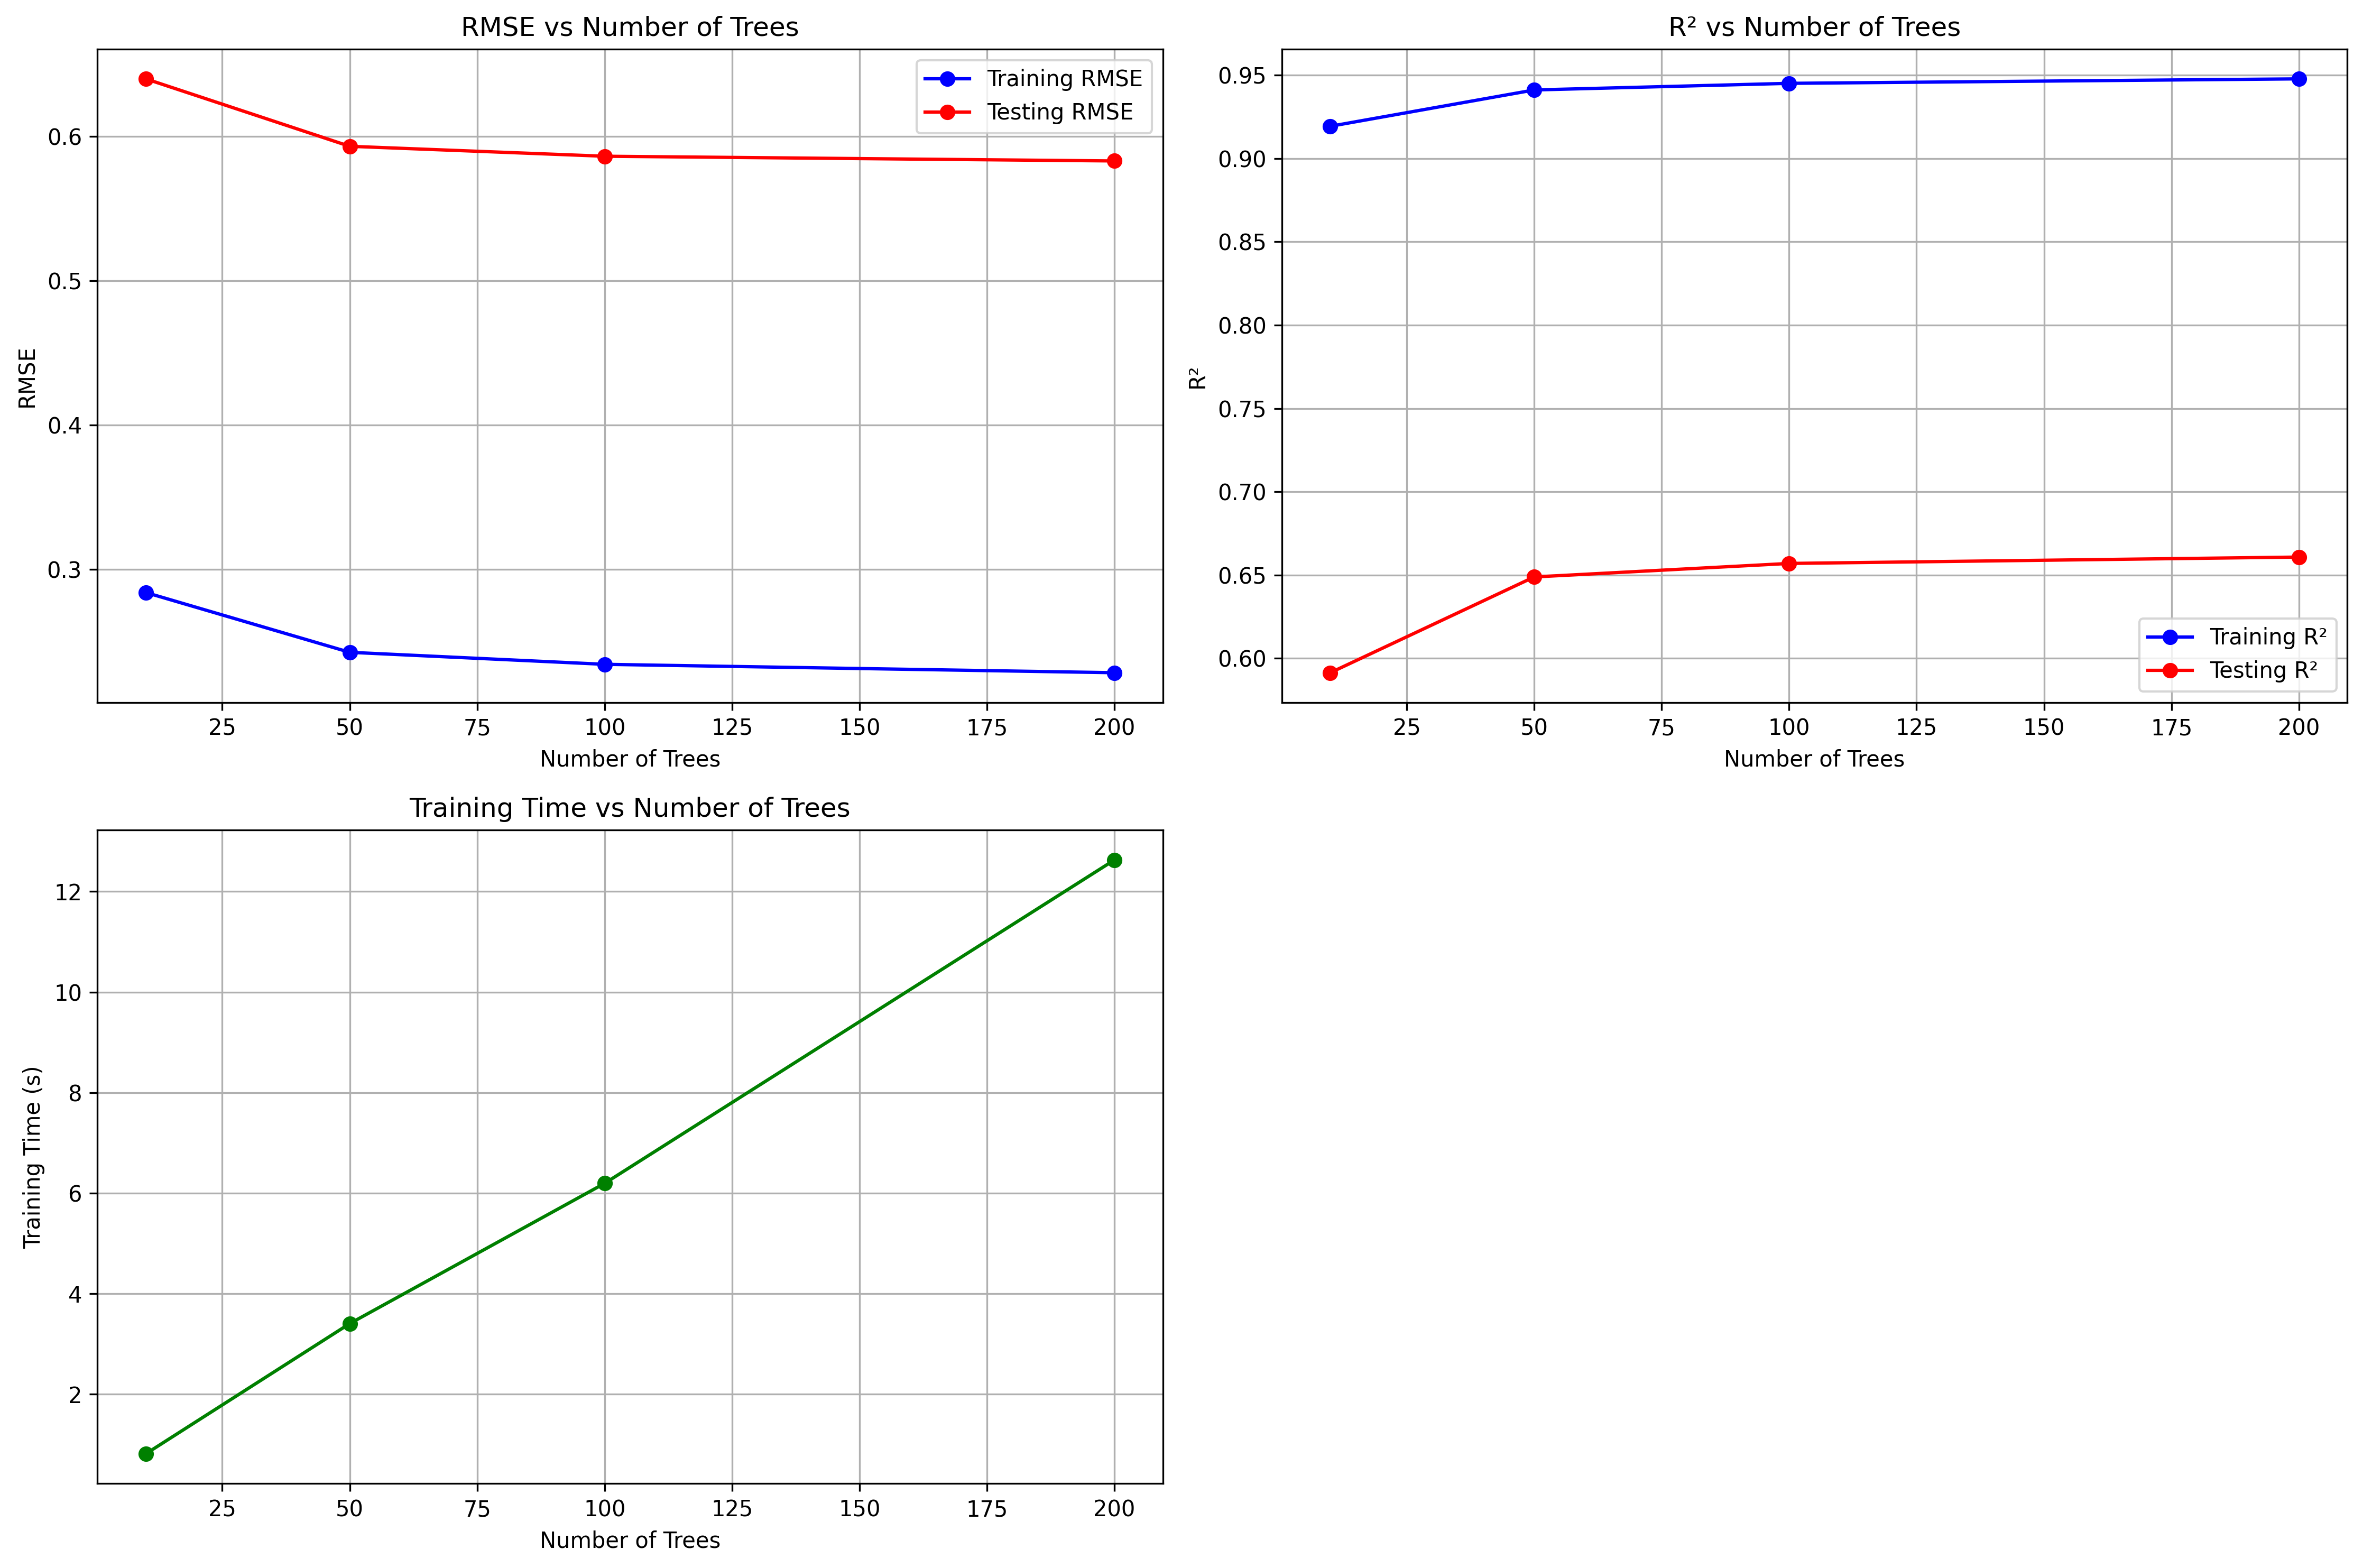 RMSE vs Number of Trees
Training RMSE
Testing RMSE
0.6
0.5
0.4
0.3
RMSE
25 50 75 100 125 150 175 200
Number of Trees
R² vs Number of Trees
0.95
0.90
0.85
0.80
0.75
0.70
0.65
0.60
R²
Training R²
Testing R²
25 50 75 100 125 150 175 200
Number of Trees
Training Time vs Number of Trees
12
10
8
6
4
2
Training Time (s)
25 50 75 100 125 150 175 200
Number of Trees